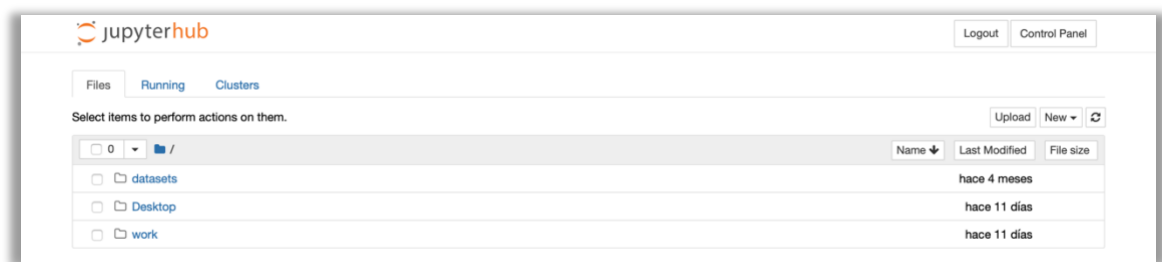 jupyterhub
Logout Control Panel
Files Running Clusters
Select items to perform actions on them.
Upload New
0 / Name Last Modified File size
datasets hace 4 meses
Desktop hace 11 días
work hace 11 días